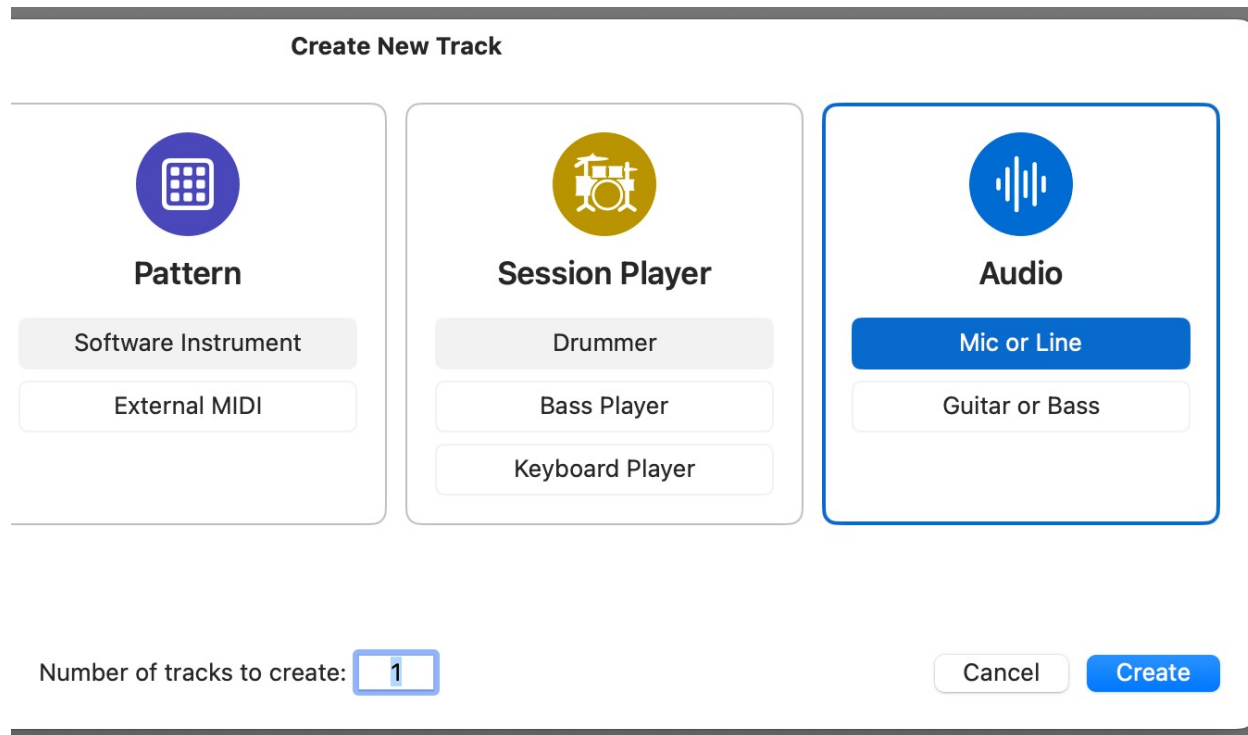 Create New Track
Pattern
Software Instrument
External MIDI
Session Player
Drummer
Bass Player
Keyboard Player
Audio
Mic or Line
Guitar or Bass
Number of tracks to create: 1
Cancel
Create